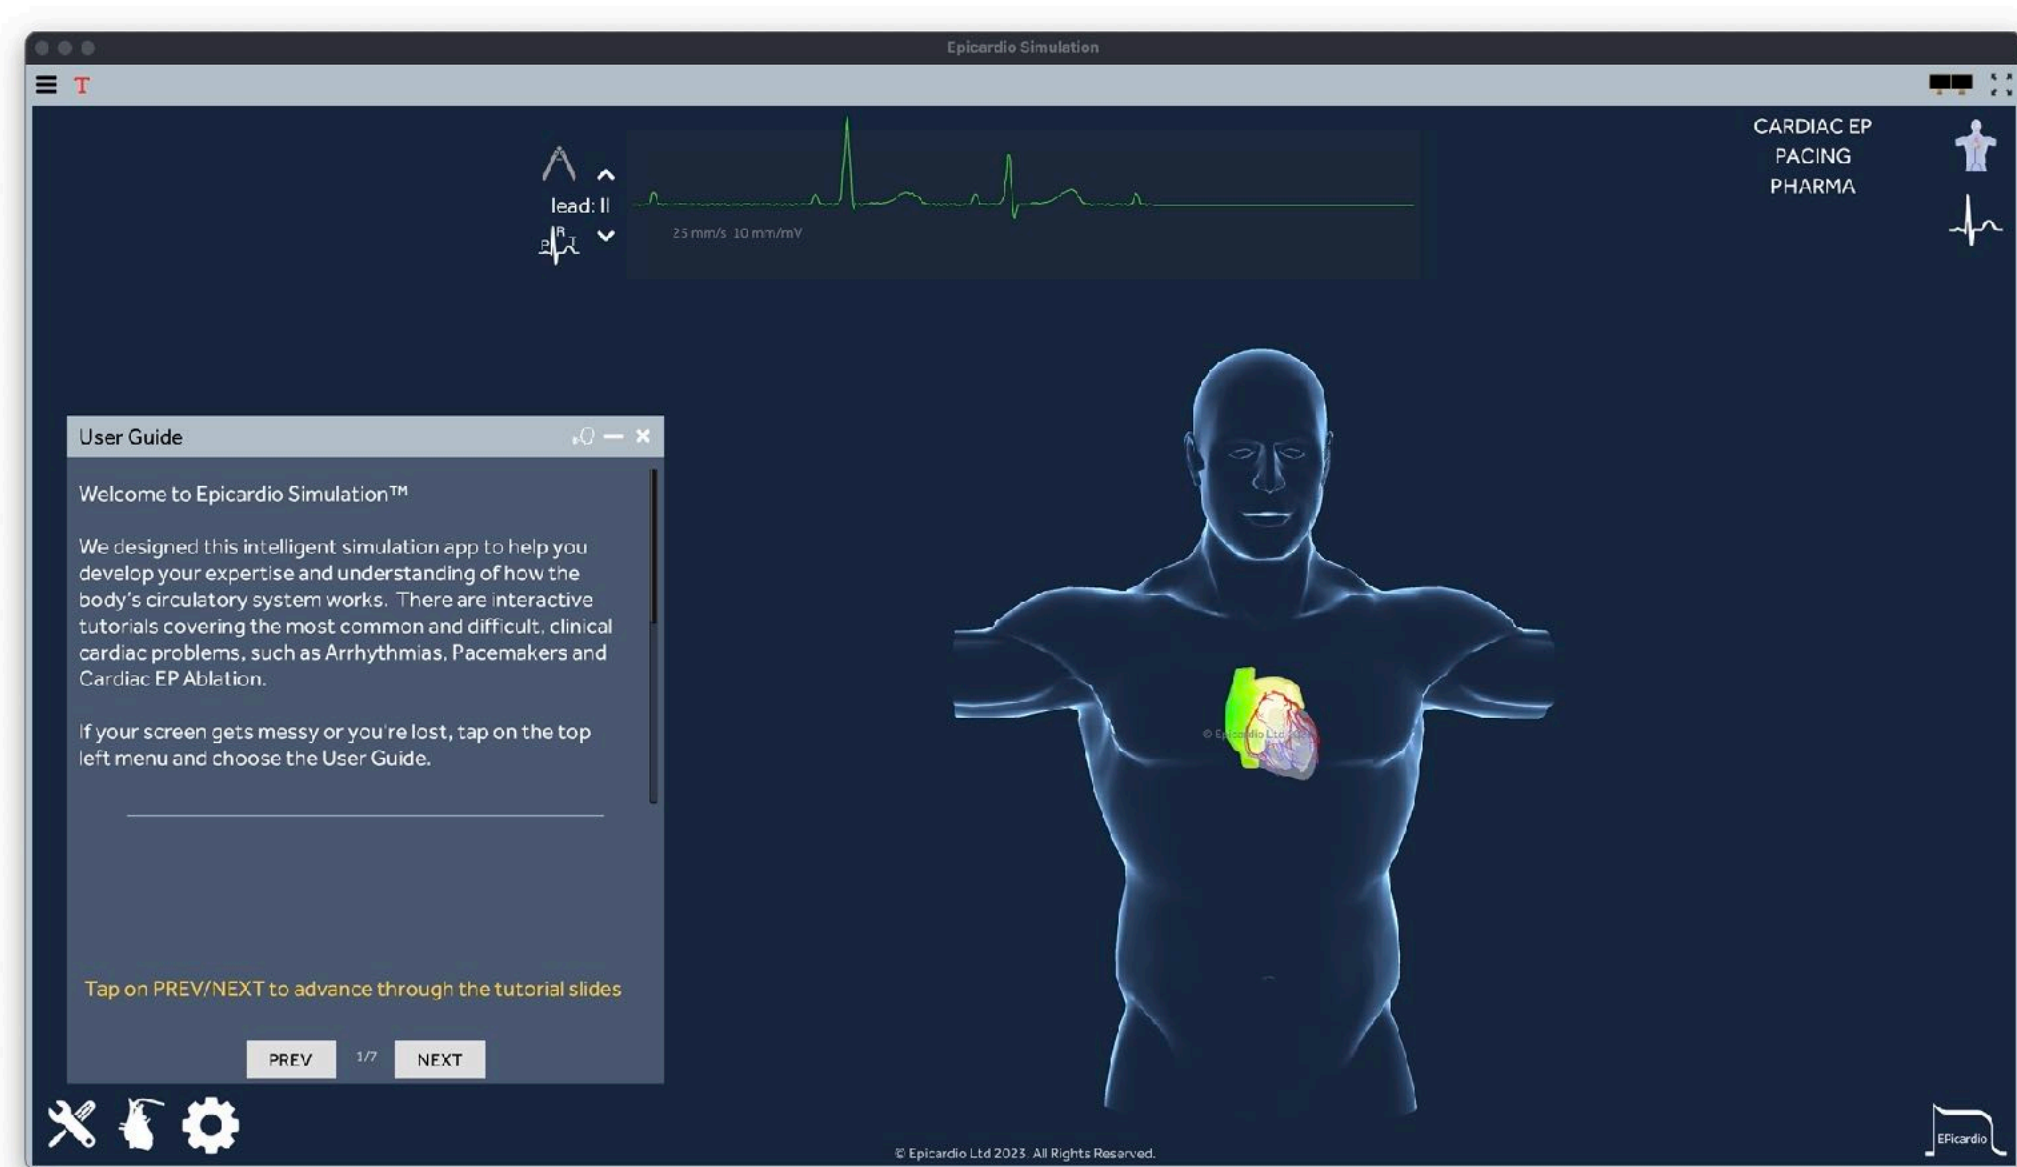 Epicardio Simulation
T
CARDIAC EP
PACING
PHARMA
lead: II
P R T
25 mm/s 10 mm/mV
User Guide
Welcome to Epicardio Simulation™
We designed this intelligent simulation app to help you
develop your expertise and understanding of how the
body's circulatory system works. There are interactive
tutorials covering the most common and difficult, clinical
cardiac problems, such as Arrhythmias, Pacemakers and
Cardiac EP Ablation.
If your screen gets messy or you're lost, tap on the top
left menu and choose the User Guide.
© Epicardio Ltd
Tap on PREV/NEXT to advance through the tutorial slides
PREV 1/7 NEXT
EPicardio
© Epicardio Ltd 2023. All Rights Reserved.